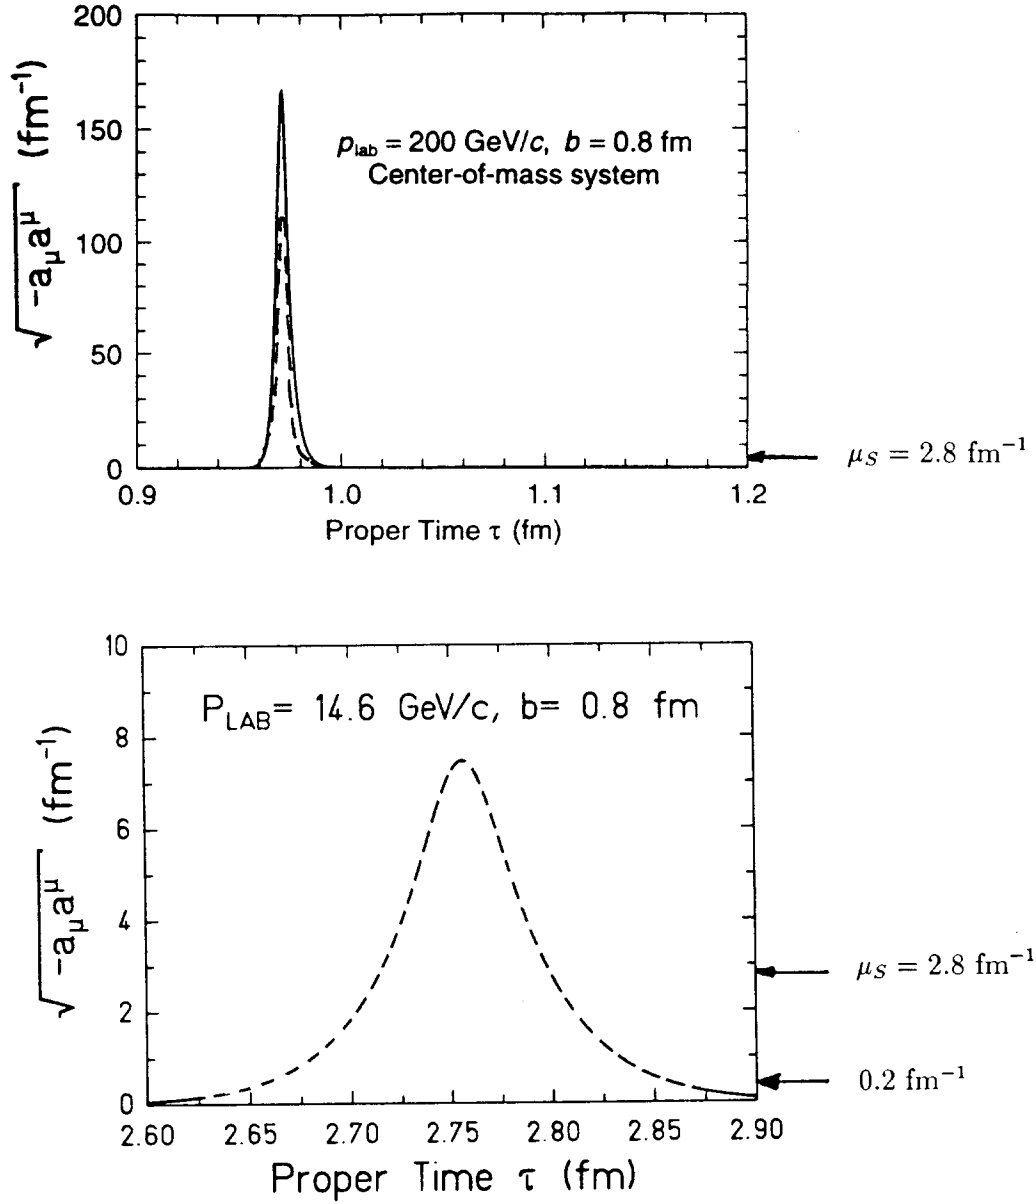 200
150
100
50
0
√-aμa^μ (fm⁻¹)
p_lab = 200 GeV/c, b = 0.8 fm
Center-of-mass system
μ_S = 2.8 fm⁻¹
0.9 1.0 1.1 1.2
Proper Time τ (fm)
10
8
6
4
2
0
√-aμa^μ (fm⁻¹)
P_LAB= 14.6 GeV/c, b= 0.8 fm
μ_S = 2.8 fm⁻¹
0.2 fm⁻¹
2.60 2.65 2.70 2.75 2.80 2.85 2.90
Proper Time τ (fm)